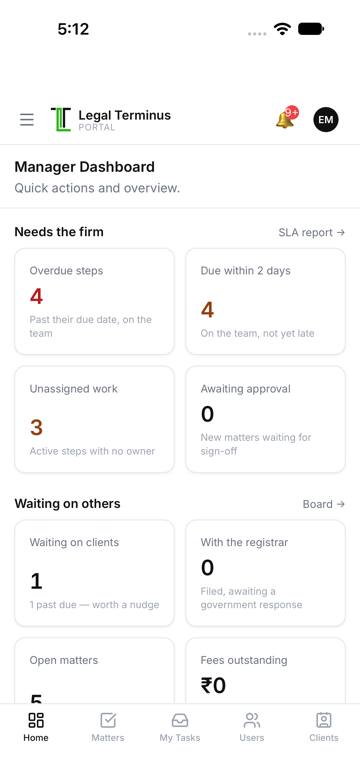 5:12
Legal Terminus
PORTAL
9+
EM
Manager Dashboard
Quick actions and overview.
Needs the firm
SLA report →
Overdue steps
4
Past their due date, on the
team
Due within 2 days
4
On the team, not yet late
Unassigned work
3
Active steps with no owner
Awaiting approval
0
New matters waiting for
sign-off
Waiting on others
Board →
Waiting on clients
1
1 past due — worth a nudge
With the registrar
0
Filed, awaiting a
government response
Open matters
5
Fees outstanding
₹0
Home
Matters
My Tasks
Users
Clients